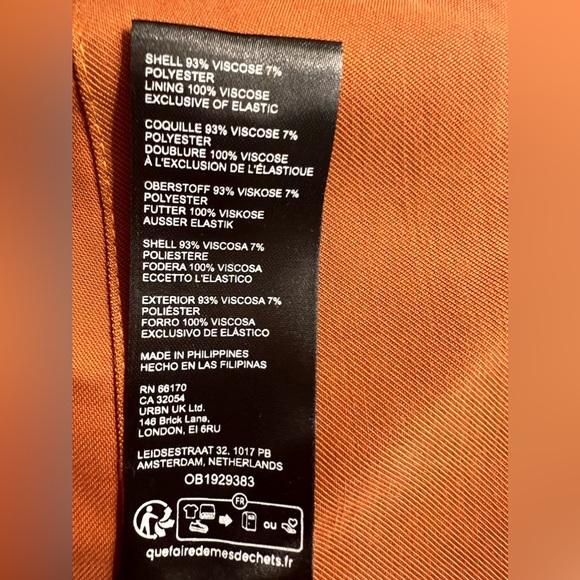 SHELL 93% VISCOSE 7%
POLYESTER
LINING 100% VISCOSE
EXCLUSIVE OF ELASTIC
COQUILLE 93% VISCOSE 7%
POLYESTER
DOUBLURE 100% VISCOSE
À L'EXCLUSION DE L'ÉLASTIQUE
OBERSTOFF 93% VISKOSE 7%
POLYESTER
FUTTER 100% VISKOSE
AUSSER ELASTIK
SHELL 93% VISCOSA 7%
POLIESTERE
FODERA 100% VISCOSA
ECCETTO L'ELASTICO
EXTERIOR 93% VISCOSA 7%
POLIÉSTER
FORRO 100% VISCOSA
EXCLUSIVO DE ELÁSTICO
MADE IN PHILIPPINES
HECHO EN LAS FILIPINAS
RN 66170
CA 32054
URBN UK Ltd.
146 Brick Lane,
LONDON, EI 6RU
LEIDSESTRAAT 32, 1017 PB
AMSTERDAM, NETHERLANDS
OB1929383
FR
ou
quefairedemesdechets.fr